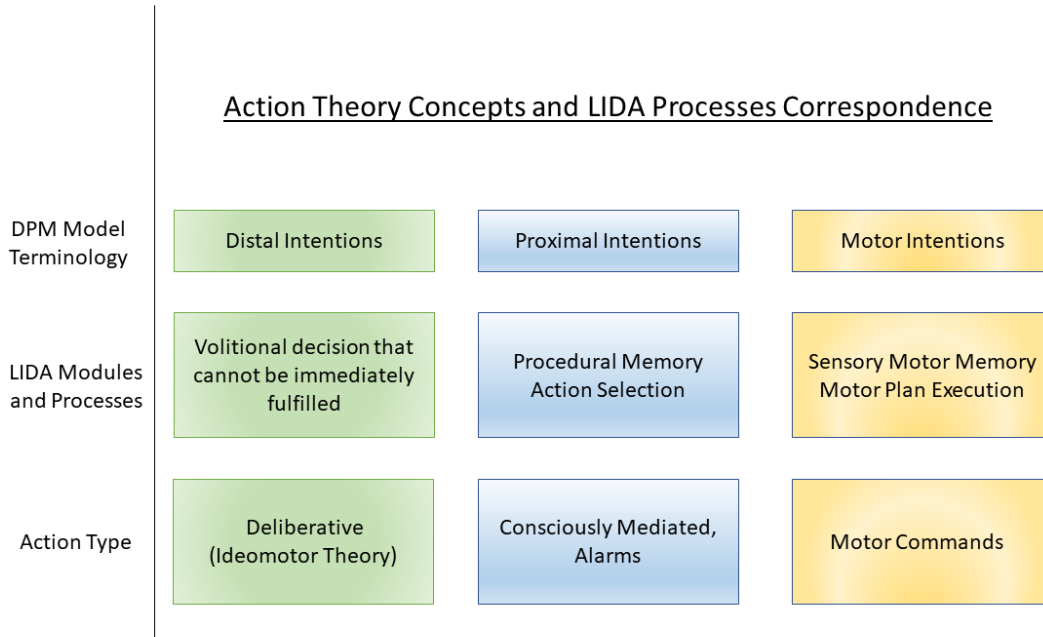 Action Theory Concepts and LIDA Processes Correspondence
DPM Model
Terminology
Distal Intentions
Proximal Intentions
Motor Intentions
LIDA Modules
and Processes
Volitional decision that
cannot be immediately
fulfilled
Procedural Memory
Action Selection
Sensory Motor Memory
Motor Plan Execution
Action Type
Deliberative
(Ideomotor Theory)
Consciously Mediated,
Alarms
Motor Commands